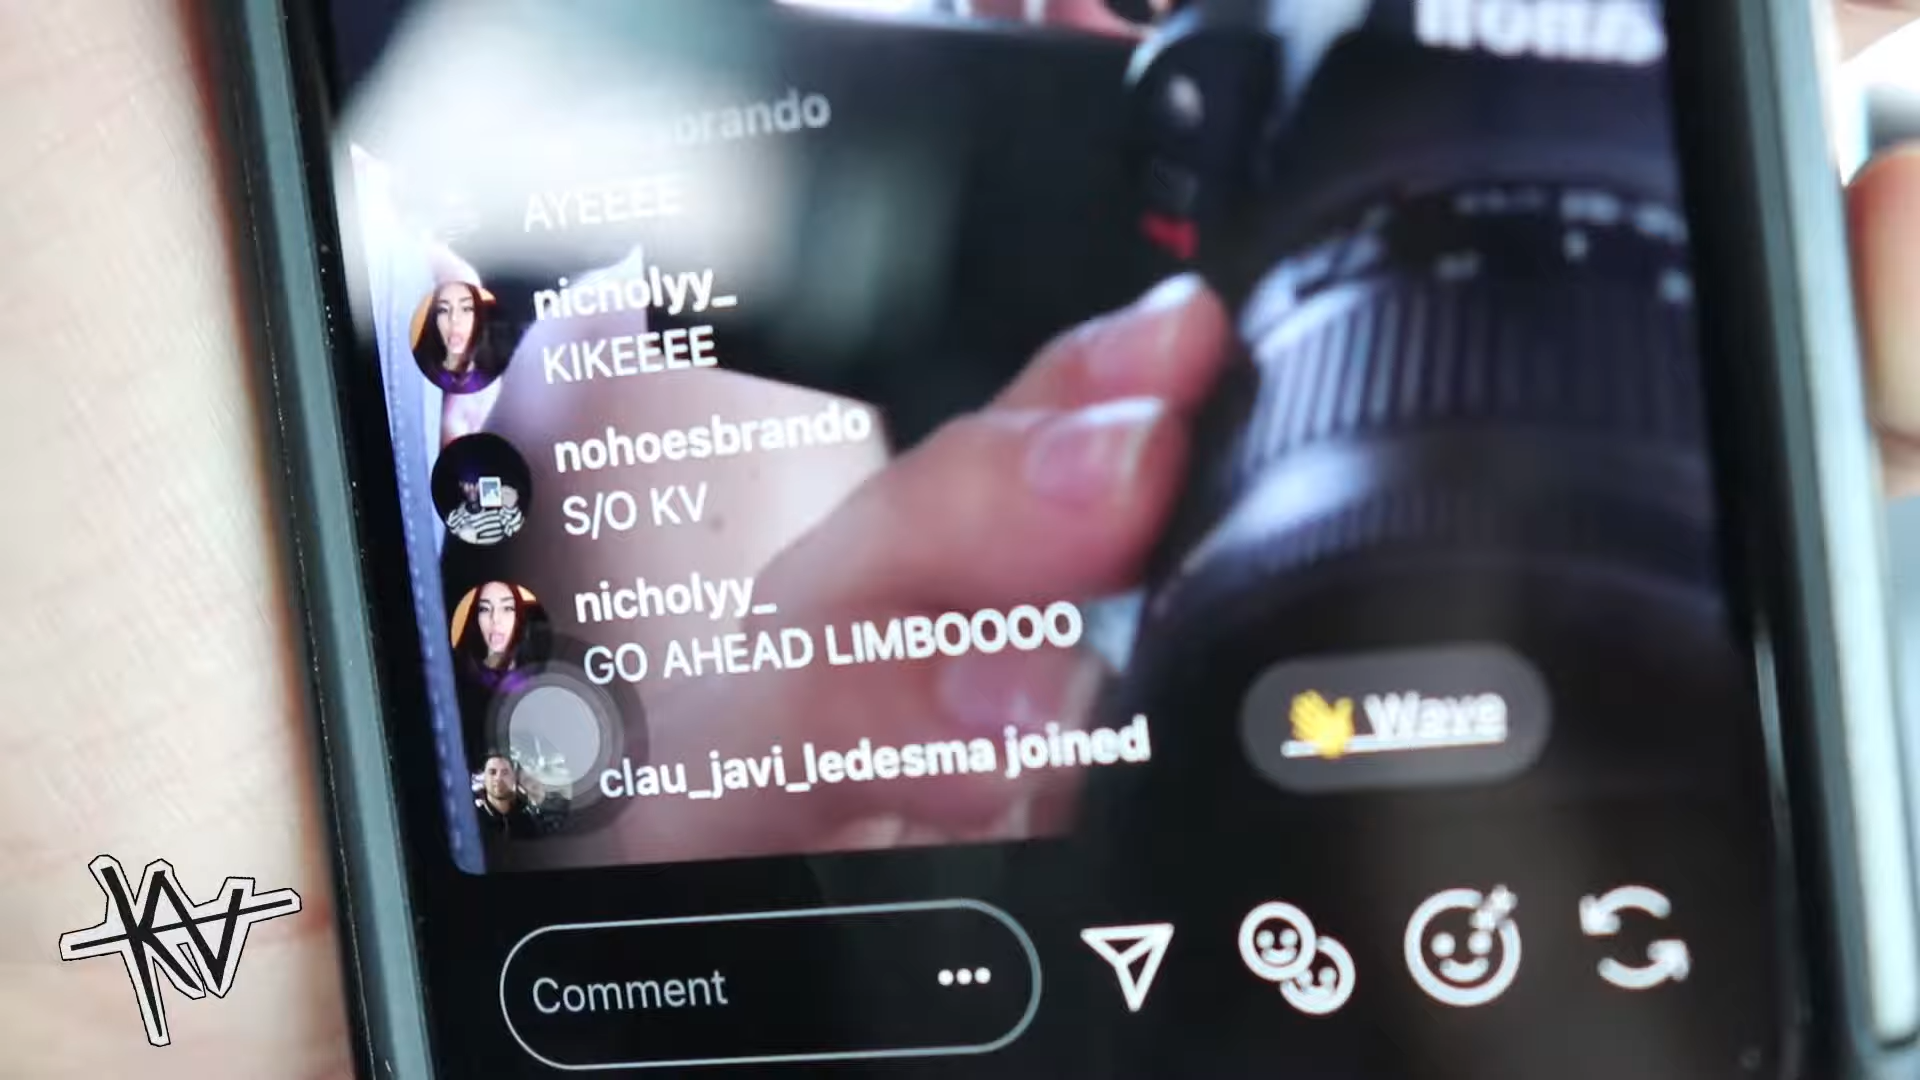 brando
AYEEEE
nicholyy_
KIKEEEE
nohoesbrando
S/O KV
nicholyy_
GO AHEAD LIMBOOOO
clau_javi_ledesma joined
👋 Wave
Comment
KV